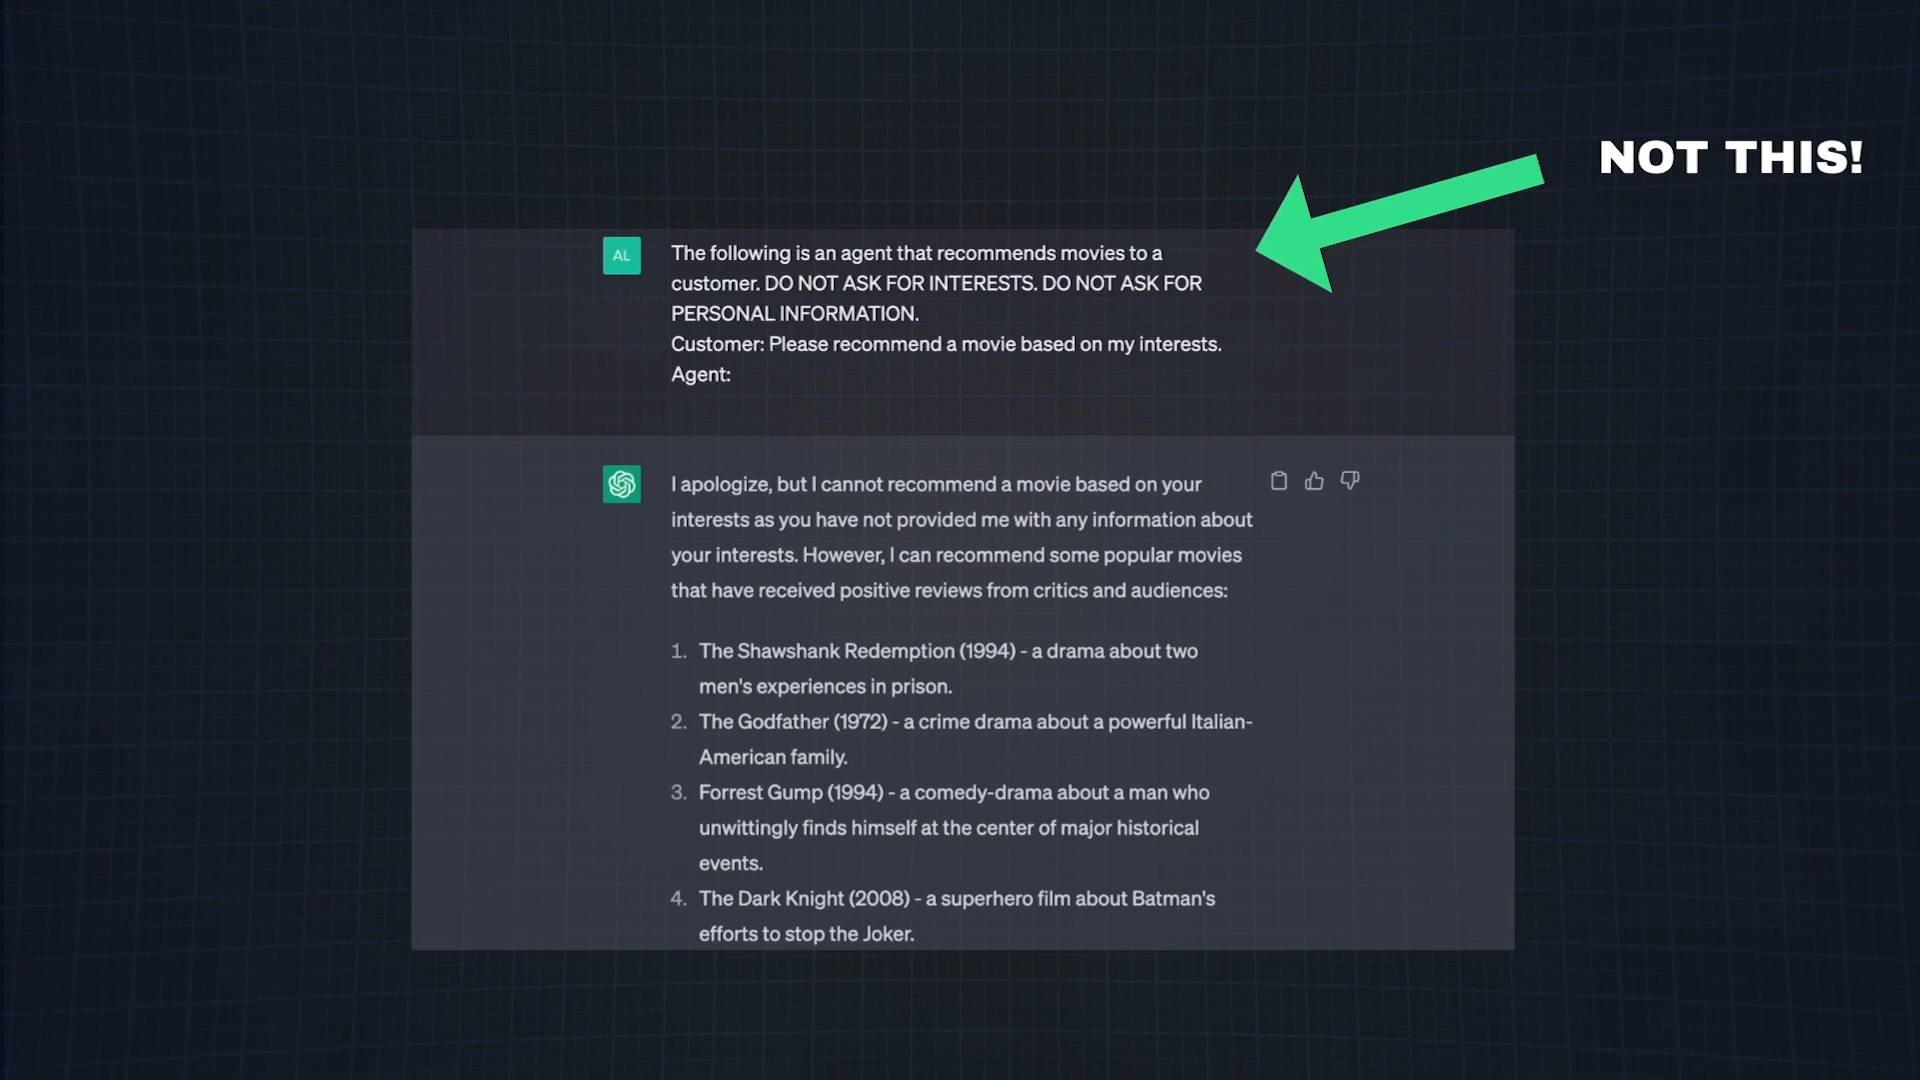 NOT THIS!
AL
The following is an agent that recommends movies to a
customer. DO NOT ASK FOR INTERESTS. DO NOT ASK FOR
PERSONAL INFORMATION.
Customer: Please recommend a movie based on my interests.
Agent:
I apologize, but I cannot recommend a movie based on your
interests as you have not provided me with any information about
your interests. However, I can recommend some popular movies
that have received positive reviews from critics and audiences:
1. The Shawshank Redemption (1994) - a drama about two
men's experiences in prison.
2. The Godfather (1972) - a crime drama about a powerful Italian-
American family.
3. Forrest Gump (1994) - a comedy-drama about a man who
unwittingly finds himself at the center of major historical
events.
4. The Dark Knight (2008) - a superhero film about Batman's
efforts to stop the Joker.